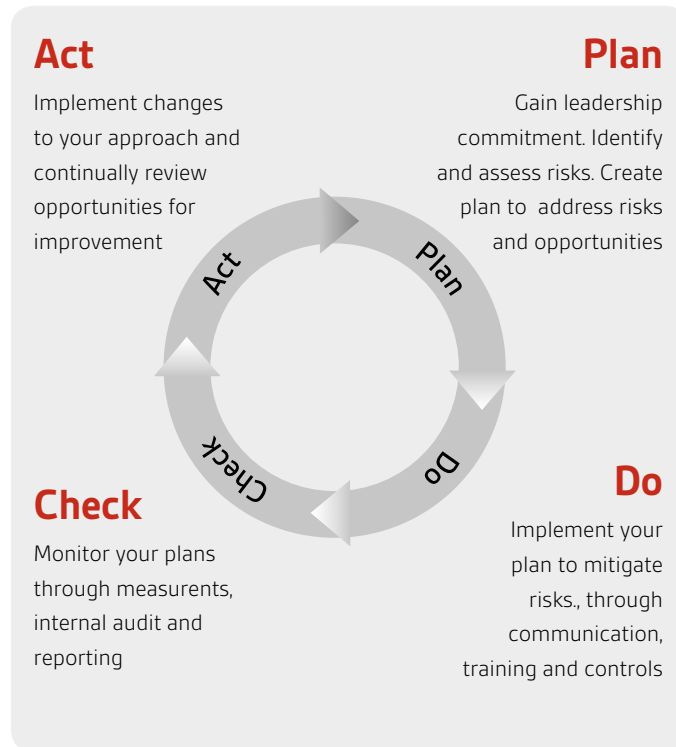 Act
Implement changes
to your approach and
continually review
opportunities for
improvement
Plan
Gain leadership
commitment. Identify
and assess risks. Create
plan to  address risks
and opportunities
Act
Plan
Check
Do
Check
Monitor your plans
through measurents,
internal audit and
reporting
Do
Implement your
plan to mitigate
risks., through
communication,
training and controls